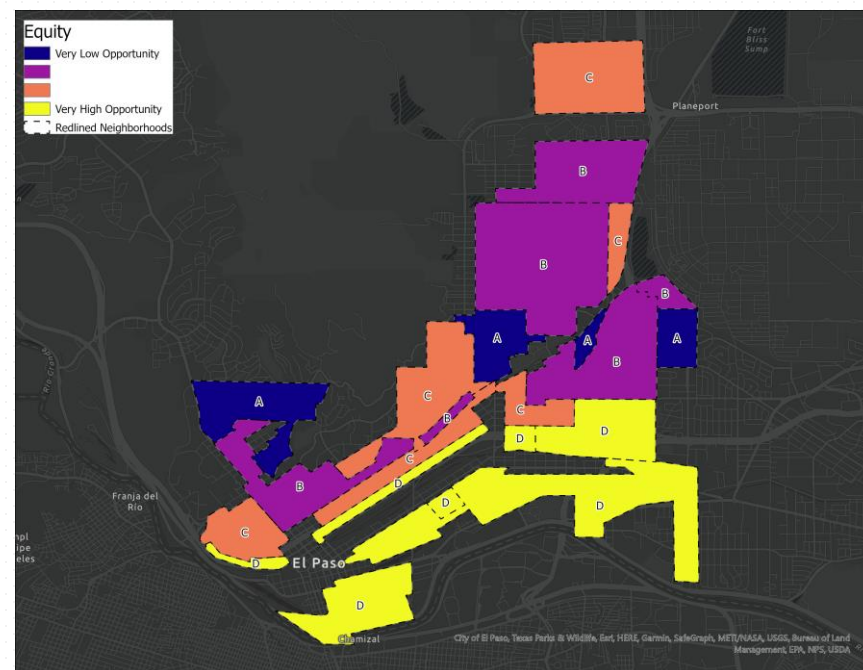 Equity
Very Low Opportunity
Very High Opportunity
Redlined Neighborhoods
Fort
Bliss
Sump
C
Planeport
B
B
C
B
A
A
A
B
A
C
B
C
C
D
D
B
D
D
D
C
D
D
Franja del
Río
Rio Grande
El Paso
Chamizal
City of El Paso, Texas Parks & Wildlife, Esri, HERE, Garmin, SafeGraph, METI/NASA, USGS, Bureau of Land
Management, EPA, NPS, USDA